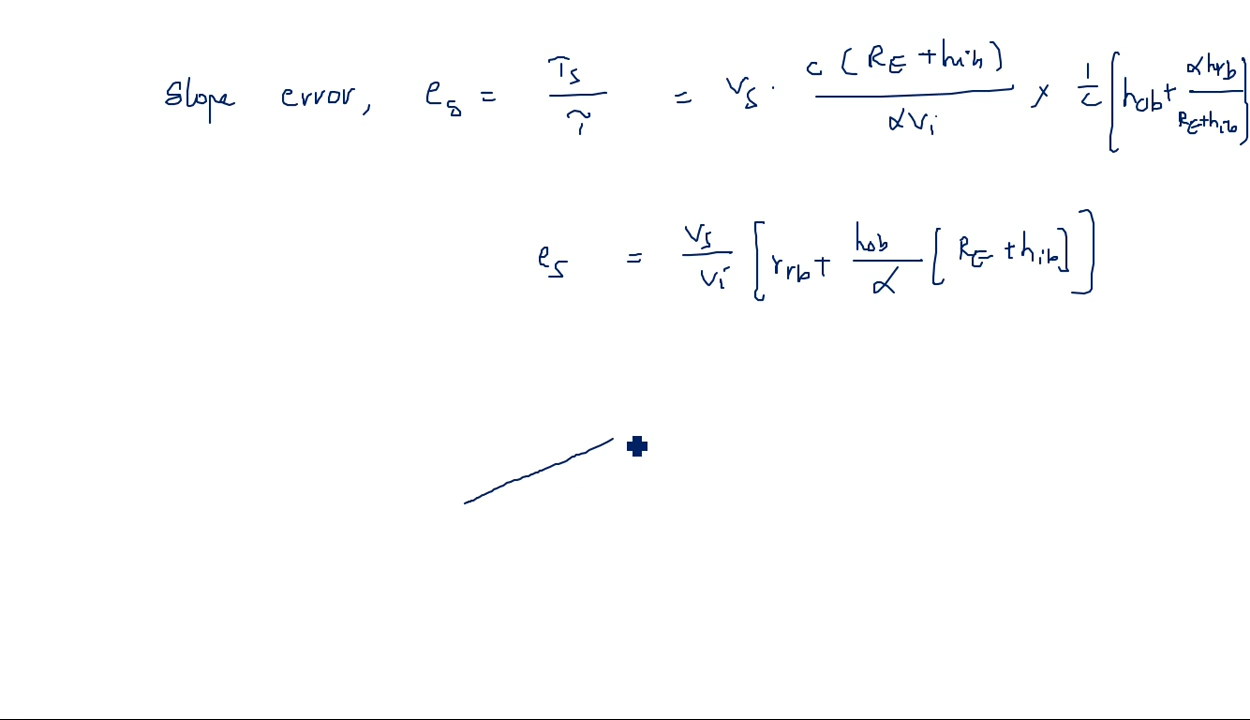 Slope error, e_s = T_s / τ = V_s · C (R_E + h_ib) / αV_i × 1/C [h_ob + αh_rb / R_E + h_ib]
e_s = V_s / V_i [r_rb + h_ob / α [R_E + h_ib]]